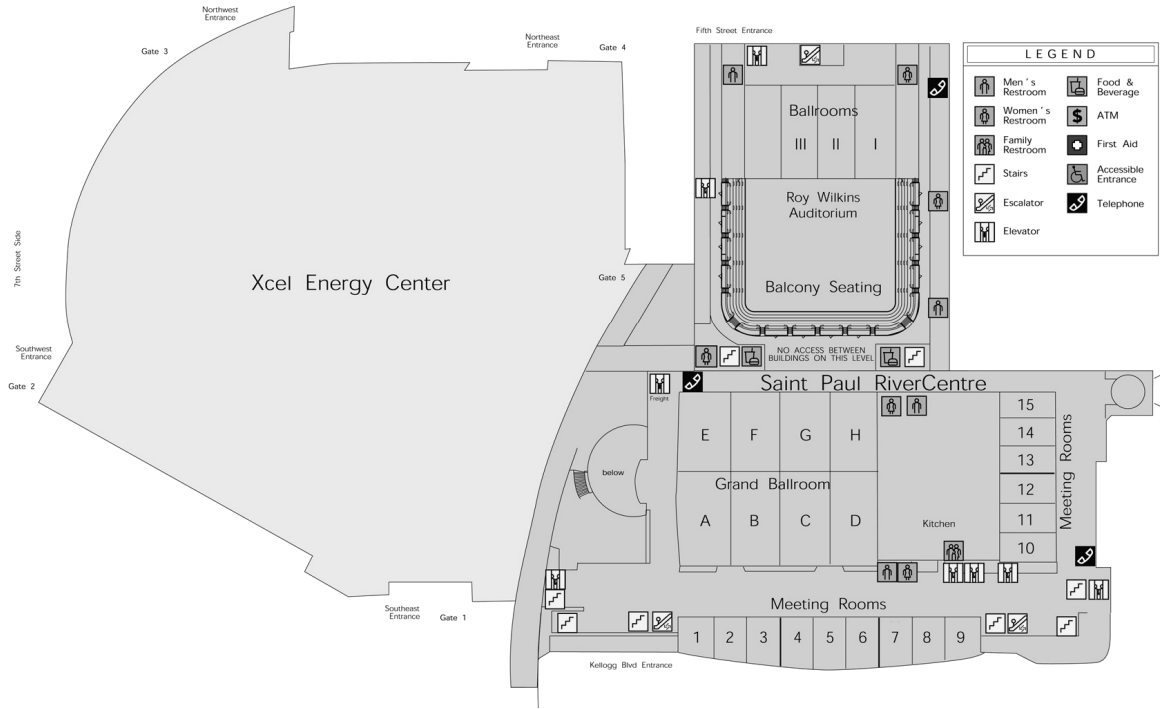 Northwest
Entrance
Gate 3
Northeast
Entrance
Gate 4
Fifth Street Entrance
LEGEND
Men's
Restroom
Women's
Restroom
Family
Restroom
Stairs
Escalator
Elevator
Food &
Beverage
$
ATM
First Aid
Accessible
Entrance
Telephone
Ballrooms
III
II
I
Roy Wilkins
Auditorium
Balcony Seating
7th Street Side
Xcel Energy Center
Gate 5
Southwest
Entrance
Gate 2
NO ACCESS BETWEEN
BUILDINGS ON THIS LEVEL
Freight
Saint Paul RiverCentre
E
F
G
H
below
Grand Ballroom
A
B
C
D
Kitchen
15
14
13
12
11
10
Meeting Rooms
Southeast
Entrance
Gate 1
Meeting Rooms
1
2
3
4
5
6
7
8
9
Kellogg Blvd Entrance